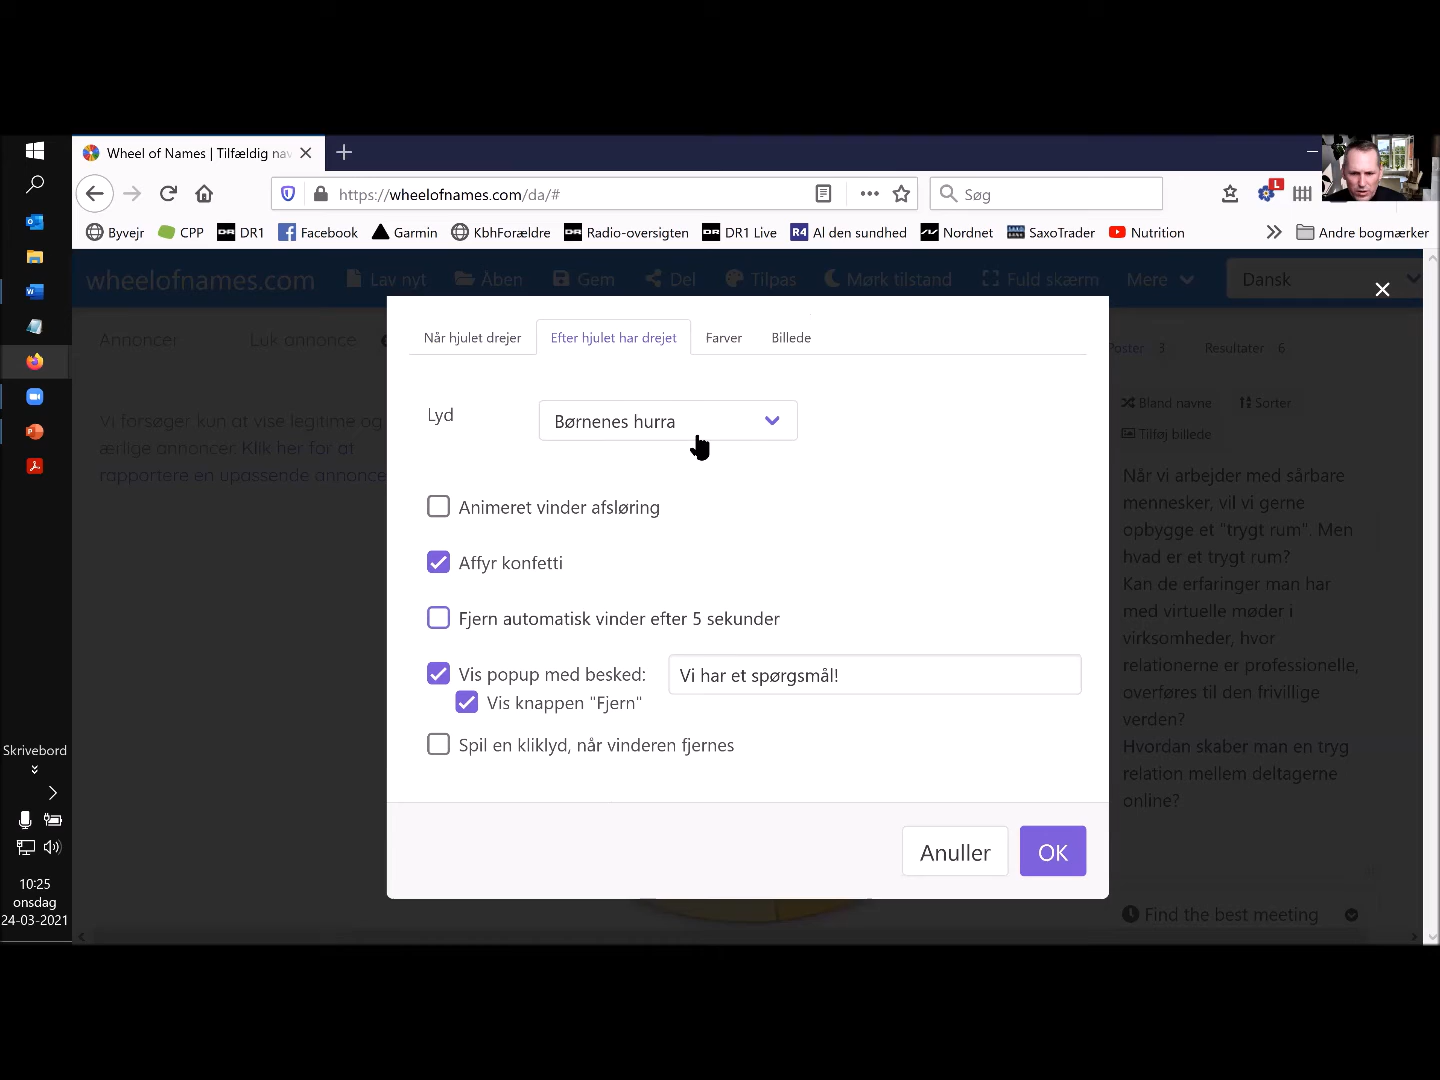 Wheel of Names | Tilfældig nav
https://wheelofnames.com/da/#
Søg
L
Byvej
CPP
DR1
Facebook
Garmin
KbhForældre
Radio-oversigten
DR1 Live
R4 Al den sundhed
Nordnet
SaxoTrader
Nutrition
Andre bogmærker
wheelofnames.com
Lav nyt
Åben
Gem
Del
Tilpas
Mørk tilstand
Fuld skærm
Mere
Dansk
Annoncer
Luk annonce
Vi forsøger kun at vise legitime og
ærlige annoncer. Klik her for at
rapportere en upassende annonce
Når hjulet drejer
Efter hjulet har drejet
Farver
Billede
Lyd
Børnenes hurra
Animeret vinder afsløring
Affyr konfetti
Fjern automatisk vinder efter 5 sekunder
Vis popup med besked:
Vi har et spørgsmål!
Vis knappen "Fjern"
Spil en kliklyd, når vinderen fjernes
Anuller
OK
Poster 3
Resultater 6
Bland navne
Sorter
Tilføj billede
Når vi arbejder med sårbare
mennesker, vil vi gerne
opbygge et "trygt rum". Men
hvad er et trygt rum?
Kan de erfaringer man har
med virtuelle møder i
virksomheder, hvor
relationerne er professionelle,
overføres til den frivillige
verden?
Hvordan skaber man en tryg
relation mellem deltagerne
online?
Find the best meeting
Skrivebord
10:25
onsdag
24-03-2021